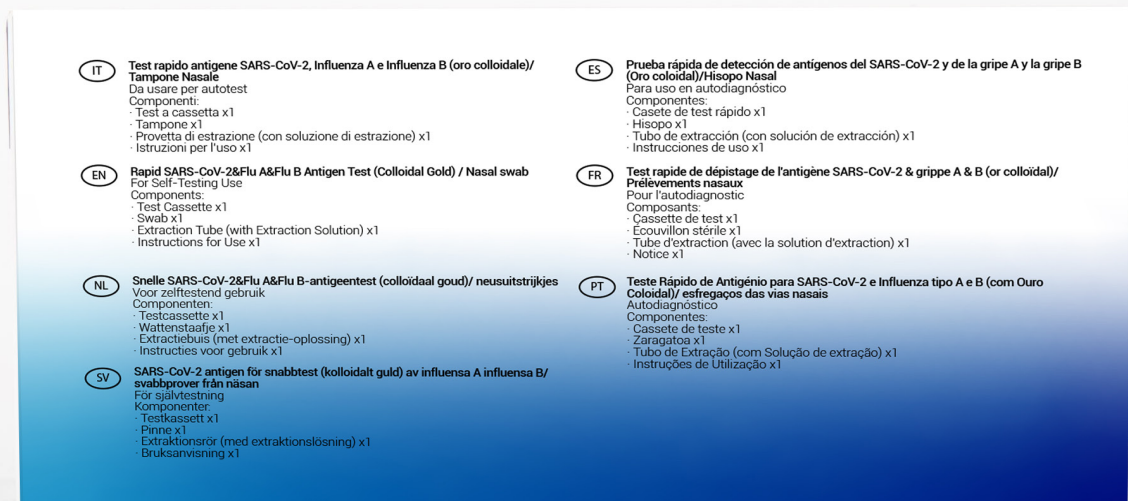 IT
Test rapido antigene SARS-CoV-2, Influenza A e Influenza B (oro colloidale)/
Tampone Nasale
Da usare per autotest
Componenti:
· Test a cassetta x1
· Tampone x1
· Provetta di estrazione (con soluzione di estrazione) x1
· Istruzioni per l'uso x1
EN
Rapid SARS-CoV-2&Flu A&Flu B Antigen Test (Colloidal Gold) / Nasal swab
For Self-Testing Use
Components:
· Test Cassette x1
· Swab x1
· Extraction Tube (with Extraction Solution) x1
· Instructions for Use x1
NL
Snelle SARS-CoV-2&Flu A&Flu B-antigeentest (colloïdaal goud)/ neusuitstrijkjes
Voor zelftestend gebruik
Componenten:
· Testcassette x1
· Wattenstaafje x1
· Extractiebuis (met extractie-oplossing) x1
· Instructies voor gebruik x1
SV
SARS-CoV-2 antigen för snabbtest (kolloidalt guld) av influensa A influensa B/
svabbprover från näsan
För självtestning
Komponenter:
· Testkassett x1
· Pinne x1
· Extraktionsrör (med extraktionslösning) x1
· Bruksanvisning x1
ES
Prueba rápida de detección de antígenos del SARS-CoV-2 y de la gripe A y la gripe B
(Oro coloidal)/Hisopo Nasal
Para uso en autodiagnóstico
Componentes:
· Casete de test rápido x1
· Hisopo x1
· Tubo de extracción (con solución de extracción) x1
· Instrucciones de uso x1
FR
Test rapide de dépistage de l'antigène SARS-CoV-2 & grippe A & B (or colloïdal)/
Prélèvements nasaux
Pour l'autodiagnostic
Composants:
· Cassette de test x1
· Écouvillon stérile x1
· Tube d'extraction (avec la solution d'extraction) x1
· Notice x1
PT
Teste Rápido de Antigénio para SARS-CoV-2 e Influenza tipo A e B (com Ouro
Coloidal)/ esfregaços das vias nasais
Autodiagnóstico
Componentes:
· Cassete de teste x1
· Zaragatoa x1
· Tubo de Extração (com Solução de extração) x1
· Instruções de Utilização x1